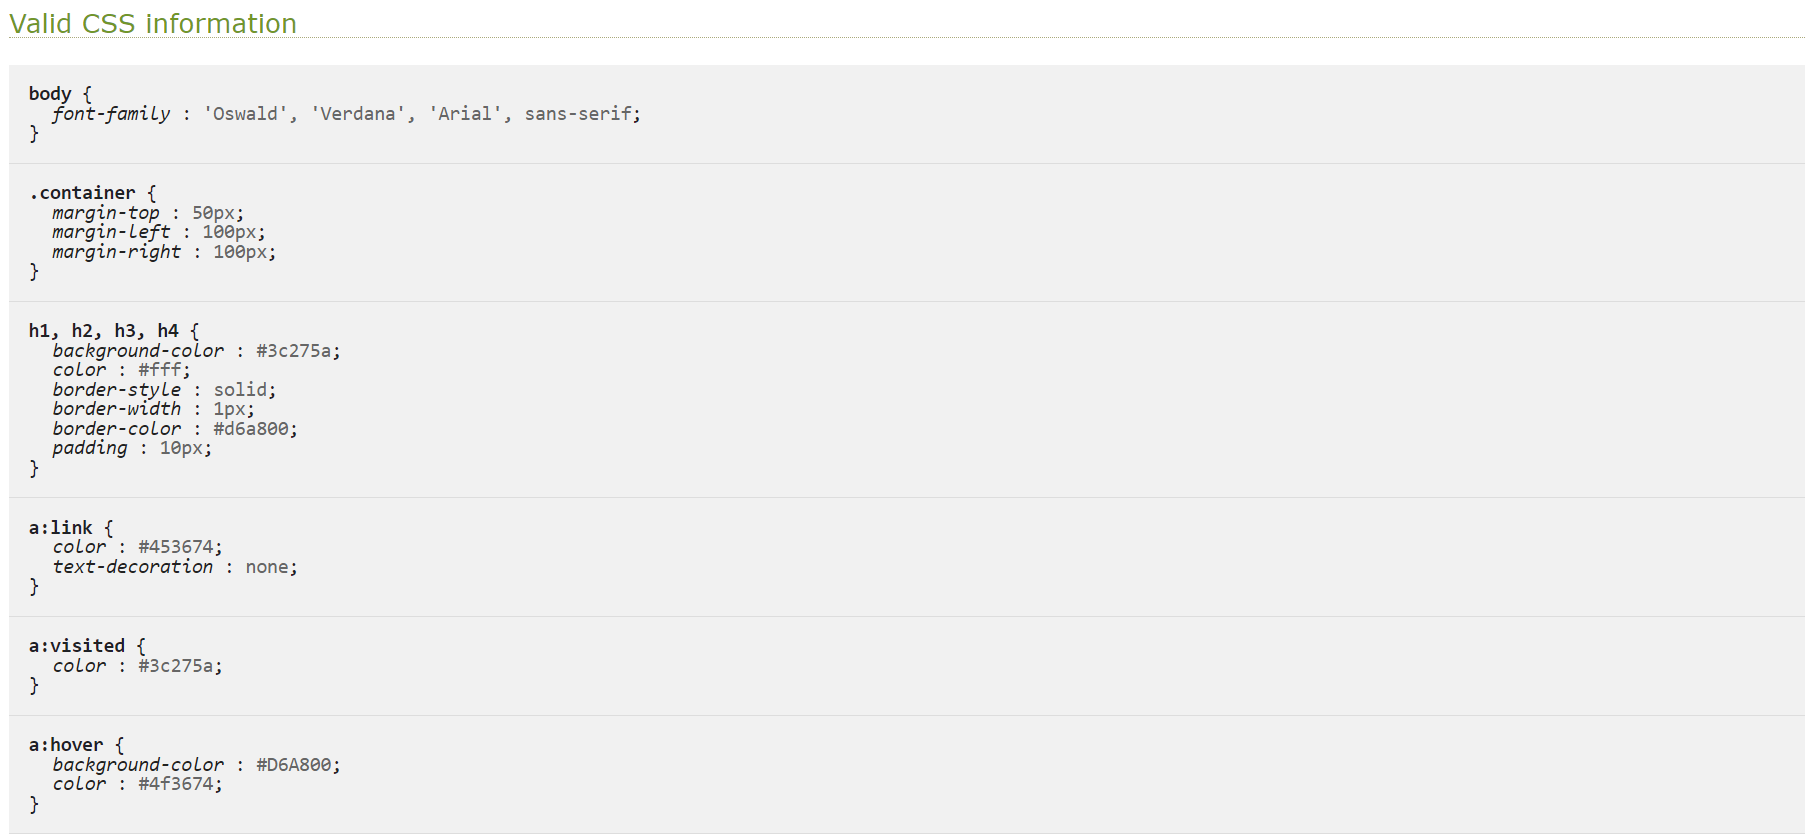 Valid CSS information
body {
font-family : 'Oswald', 'Verdana', 'Arial', sans-serif;
}
.container {
margin-top : 50px;
margin-left : 100px;
margin-right : 100px;
}
h1, h2, h3, h4 {
background-color : #3c275a;
color : #fff;
border-style : solid;
border-width : 1px;
border-color : #d6a800;
padding : 10px;
}
a:link {
color : #453674;
text-decoration : none;
}
a:visited {
color : #3c275a;
}
a:hover {
background-color : #D6A800;
color : #4f3674;
}